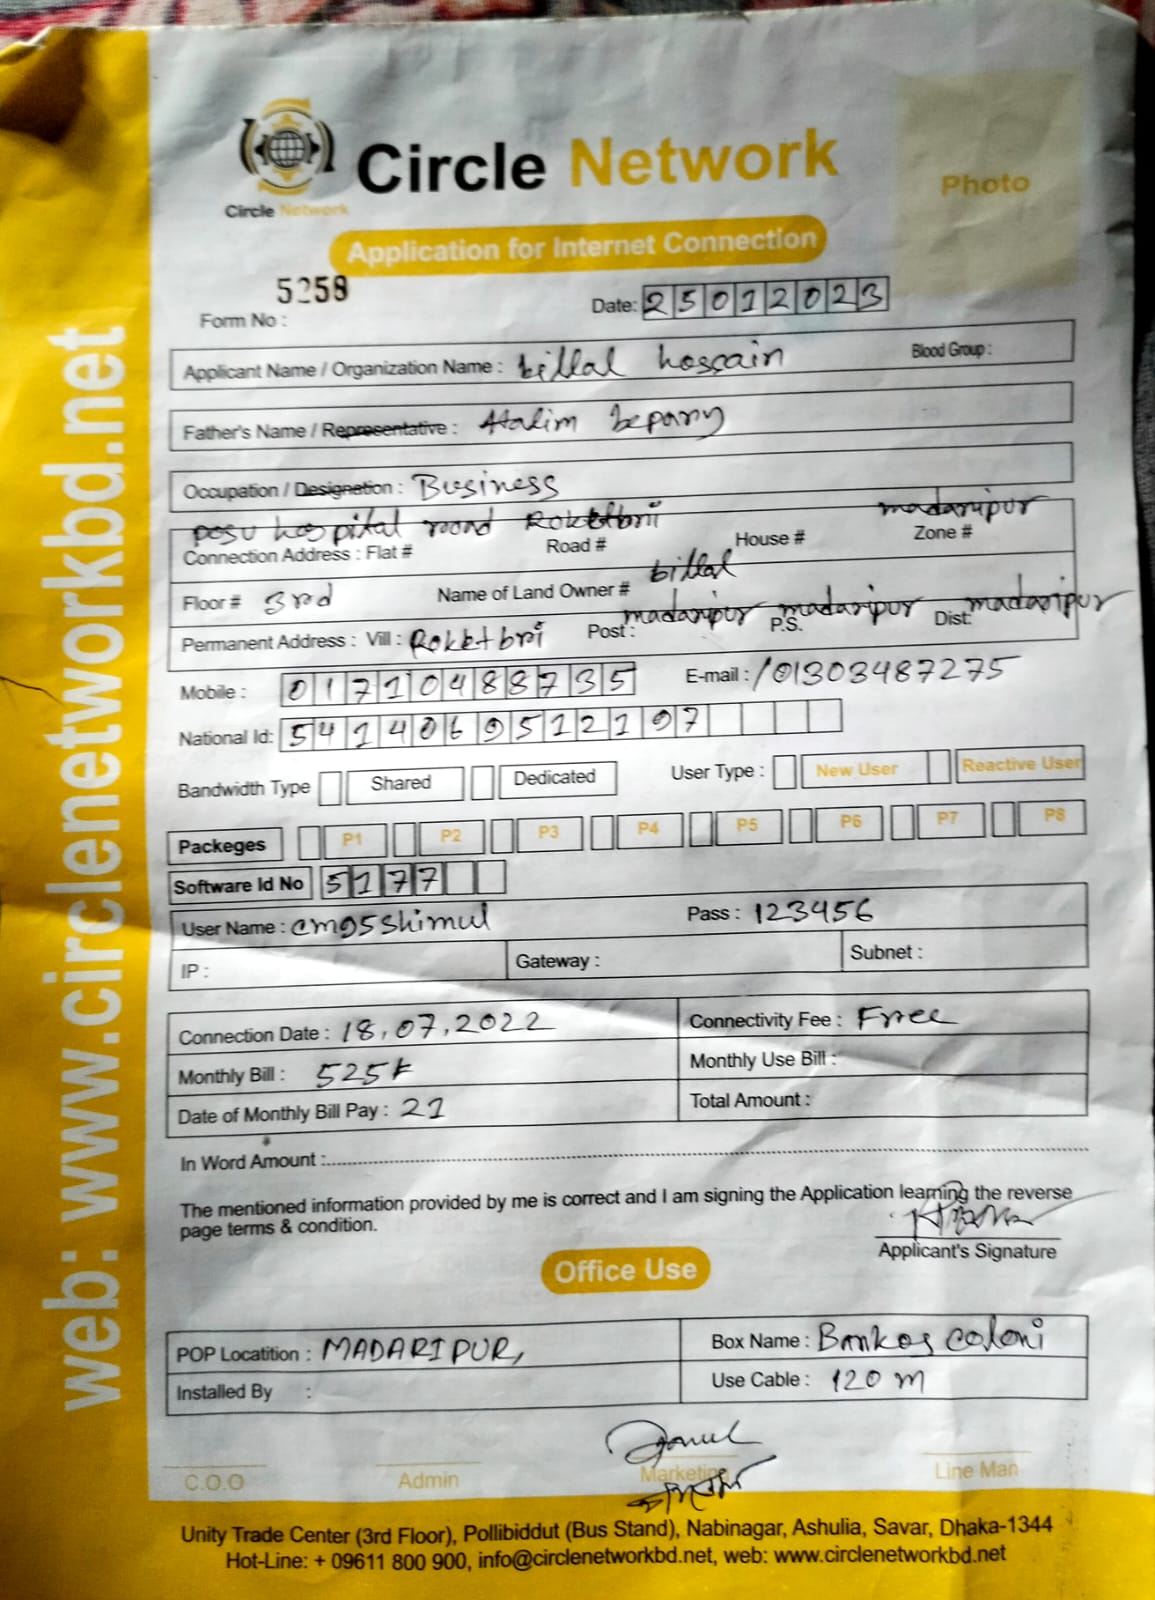 web: www.circlenetworkbd.net
Circle Network
Circle Network
Photo
Application for Internet Connection
Form No : 5258
Date: 25012023
Applicant Name / Organization Name : billal hossain Blood Group :
Father's Name / Representative : Halim bepary
Occupation / Designation : Business
posu hospital road Roketbri madaripur
Connection Address : Flat # Road # House # Zone #
Floor # 3rd Name of Land Owner # billal
Permanent Address : Vill : Roketbri Post : madaripur P.S. madaripur Dist: madaripur
Mobile : 01710488735 E-mail : /01303487275
National Id: 5414069512197
Bandwidth Type Shared Dedicated User Type : New User Reactive User
Packeges P1 P2 P3 P4 P5 P6 P7 P8
Software Id No 5177
User Name : cmg5shimul Pass : 123456
IP : Gateway : Subnet :
Connection Date : 18,07,2022 Connectivity Fee : Free
Monthly Bill : 525 Monthly Use Bill :
Date of Monthly Bill Pay : 21 Total Amount :
In Word Amount :
The mentioned information provided by me is correct and I am signing the Application learning the reverse
page terms & condition.
Applicant's Signature
Office Use
POP Locatition : MADARIPUR, Box Name : Bankos coloni
Installed By : Use Cable : 120 m
C.O.O Admin Marketing Line Man
Unity Trade Center (3rd Floor), Pollibiddut (Bus Stand), Nabinagar, Ashulia, Savar, Dhaka-1344
Hot-Line: + 09611 800 900, info@circlenetworkbd.net, web: www.circlenetworkbd.net